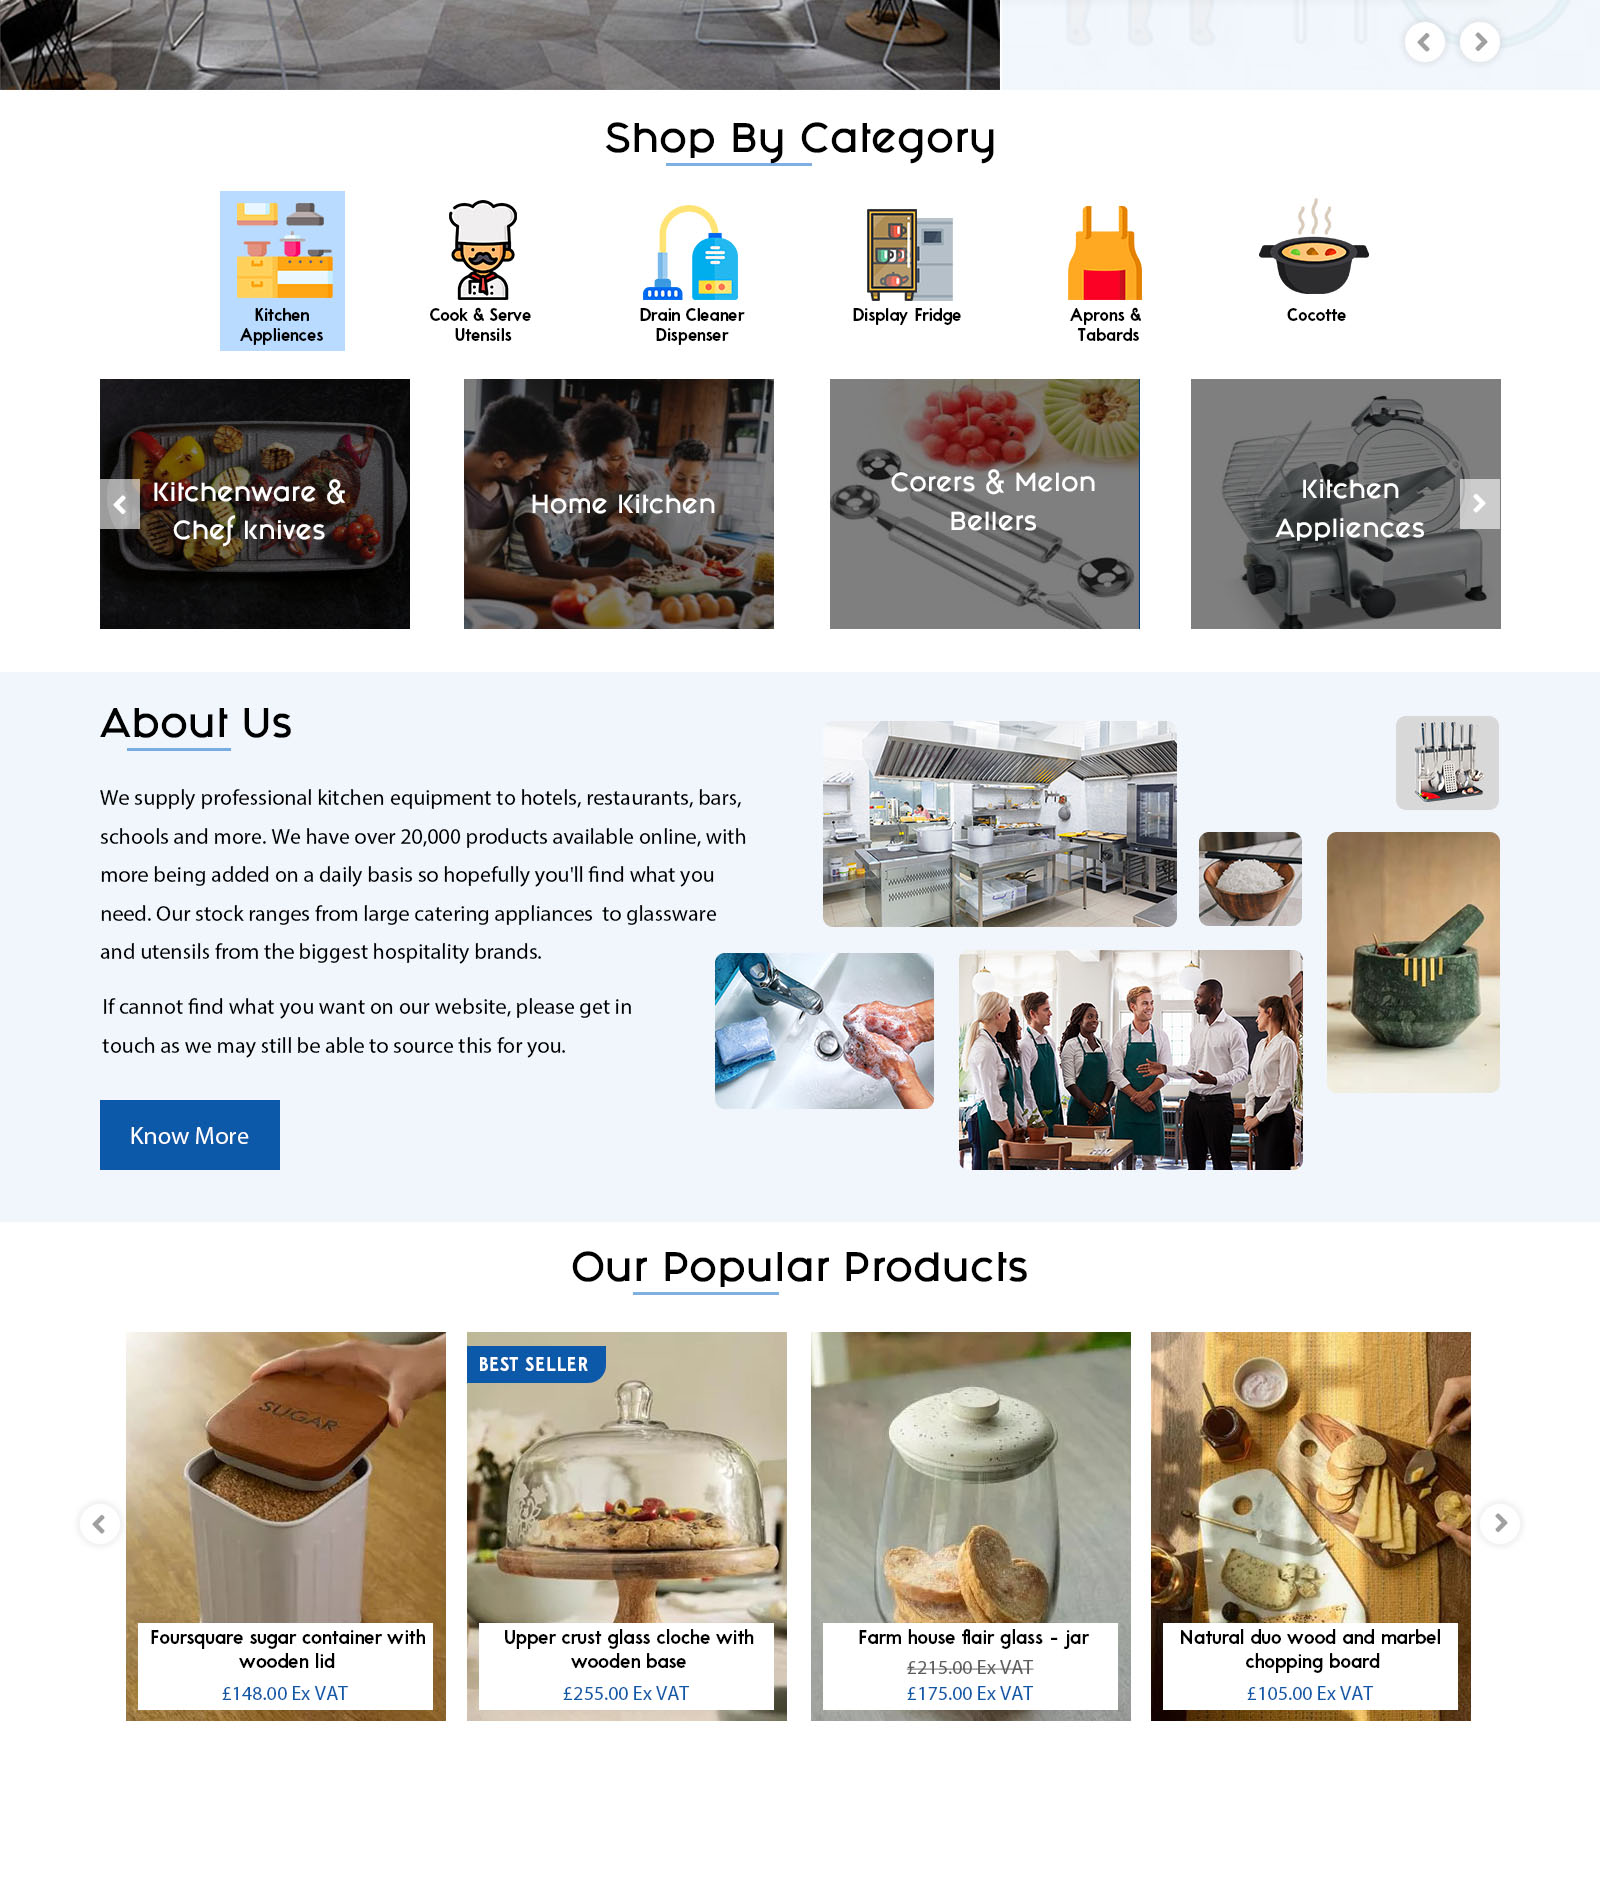 Shop By Category
Kitchen
Appliences
Cook & Serve
Utensils
Drain Cleaner
Dispenser
Display Fridge
Aprons &
Tabards
Cocotte
Kitchenware &
Chef knives
Home Kitchen
Corers & Melon
Bellers
Kitchen
Appliences
About Us
We supply professional kitchen equipment to hotels, restaurants, bars,
schools and more. We have over 20,000 products available online, with
more being added on a daily basis so hopefully you'll find what you
need. Our stock ranges from large catering appliances to glassware
and utensils from the biggest hospitality brands.
If cannot find what you want on our website, please get in
touch as we may still be able to source this for you.
Know More
Our Popular Products
SUGAR
Foursquare sugar container with
wooden lid
£148.00 Ex VAT
BEST SELLER
Upper crust glass cloche with
wooden base
£255.00 Ex VAT
Farm house flair glass - jar
£215.00 Ex VAT
£175.00 Ex VAT
Natural duo wood and marbel
chopping board
£105.00 Ex VAT